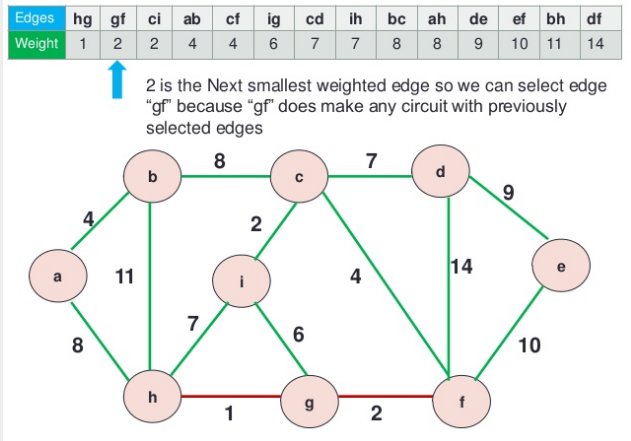 Edges hg gf ci ab cf ig cd ih bc ah de ef bh df
Weight 1 2 2 4 4 6 7 7 8 8 9 10 11 14
2 is the Next smallest weighted edge so we can select edge
“gf” because “gf” does make any circuit with previously
selected edges
8 7
b c d
9
4 2
a 11 i 4 14 e
8 7 6 10
h g f
1 2